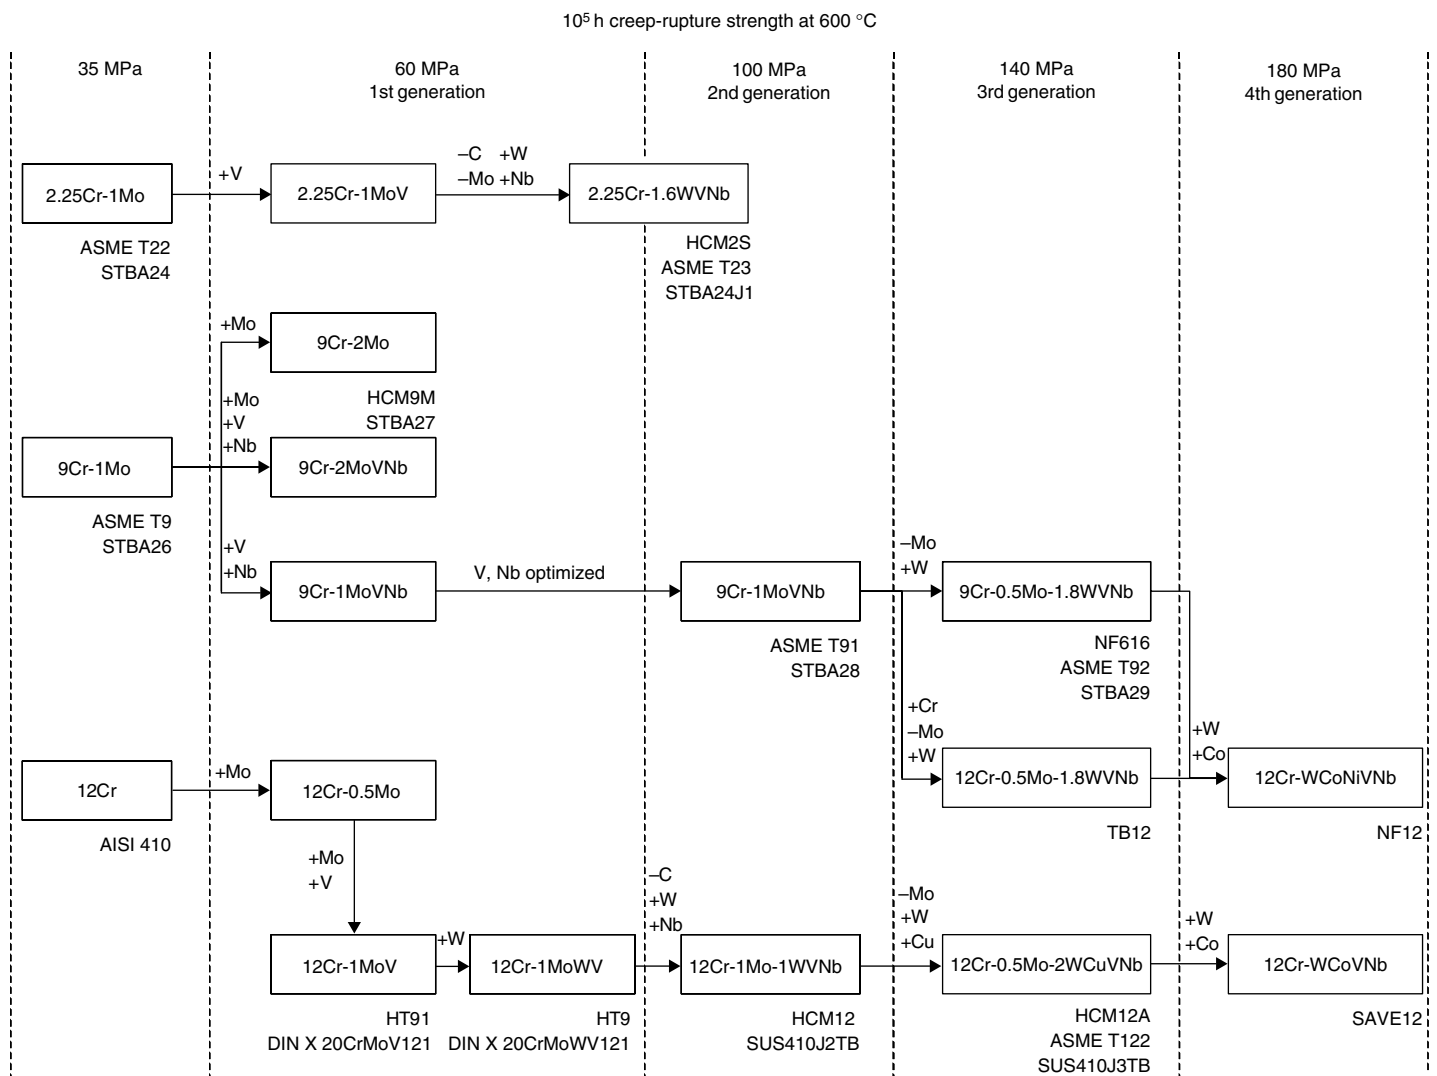 10⁵ h creep-rupture strength at 600 °C
35 MPa
60 MPa
1st generation
100 MPa
2nd generation
140 MPa
3rd generation
180 MPa
4th generation
2.25Cr-1Mo
ASME T22
STBA24
+V
2.25Cr-1MoV
–C +W
–Mo +Nb
2.25Cr-1.6WVNb
HCM2S
ASME T23
STBA24J1
+Mo
9Cr-2Mo
HCM9M
STBA27
+Mo
+V
+Nb
9Cr-1Mo
ASME T9
STBA26
9Cr-2MoVNb
+V
+Nb
9Cr-1MoVNb
V, Nb optimized
9Cr-1MoVNb
ASME T91
STBA28
–Mo
+W
9Cr-0.5Mo-1.8WVNb
NF616
ASME T92
STBA29
+Cr
–Mo
+W
12Cr-0.5Mo-1.8WVNb
TB12
+W
+Co
12Cr-WCoNiVNb
NF12
12Cr
AISI 410
+Mo
12Cr-0.5Mo
+Mo
+V
12Cr-1MoV
HT91
DIN X 20CrMoV121
+W
12Cr-1MoWV
HT9
DIN X 20CrMoWV121
–C
+W
+Nb
12Cr-1Mo-1WVNb
HCM12
SUS410J2TB
–Mo
+W
+Cu
12Cr-0.5Mo-2WCuVNb
HCM12A
ASME T122
SUS410J3TB
+W
+Co
12Cr-WCoVNb
SAVE12